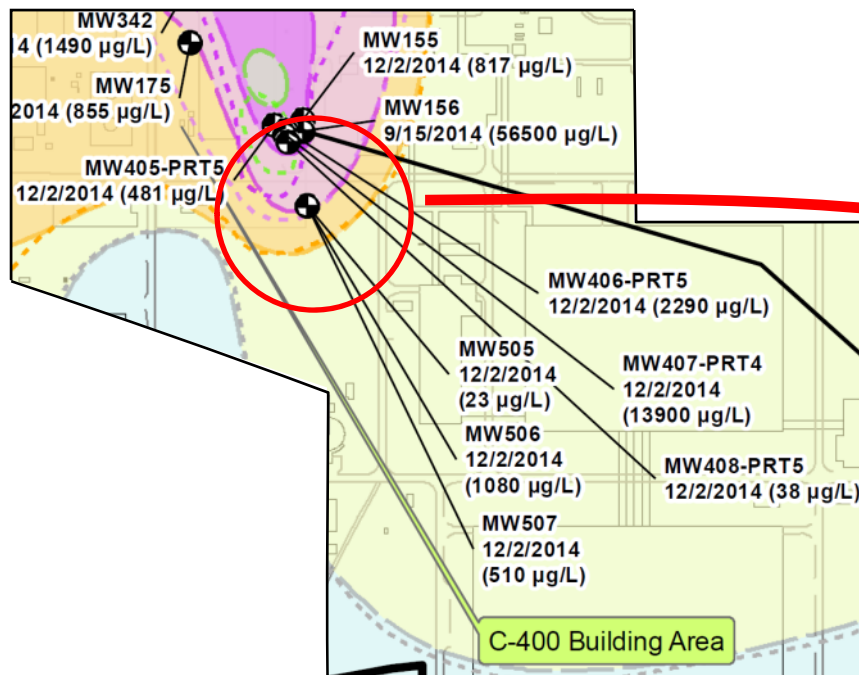 MW342
14 (1490 µg/L)
MW175
2014 (855 µg/L)
MW155
12/2/2014 (817 µg/L)
MW156
9/15/2014 (56500 µg/L)
MW405-PRT5
12/2/2014 (481 µg/L)
MW406-PRT5
12/2/2014 (2290 µg/L)
MW505
12/2/2014
(23 µg/L)
MW407-PRT4
12/2/2014
(13900 µg/L)
MW506
12/2/2014
(1080 µg/L)
MW408-PRT5
12/2/2014 (38 µg/L)
MW507
12/2/2014
(510 µg/L)
C-400 Building Area